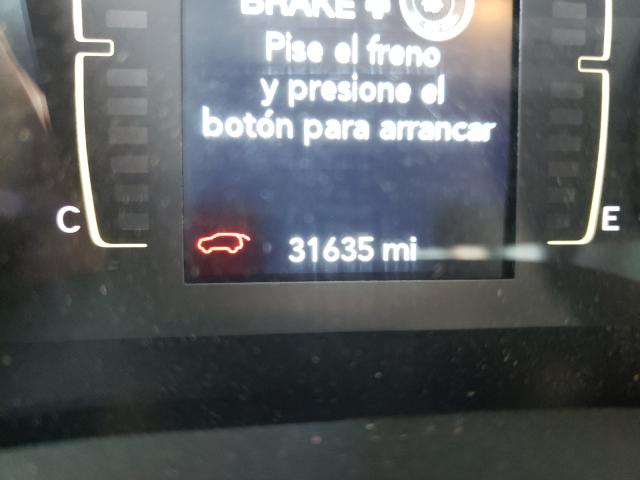 BRAKE +
Pise el freno
y presione el
botón para arrancar
C
E
31635 mi